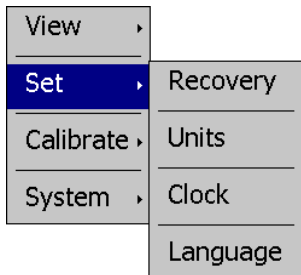 View
Set
Calibrate
System
Recovery
Units
Clock
Language